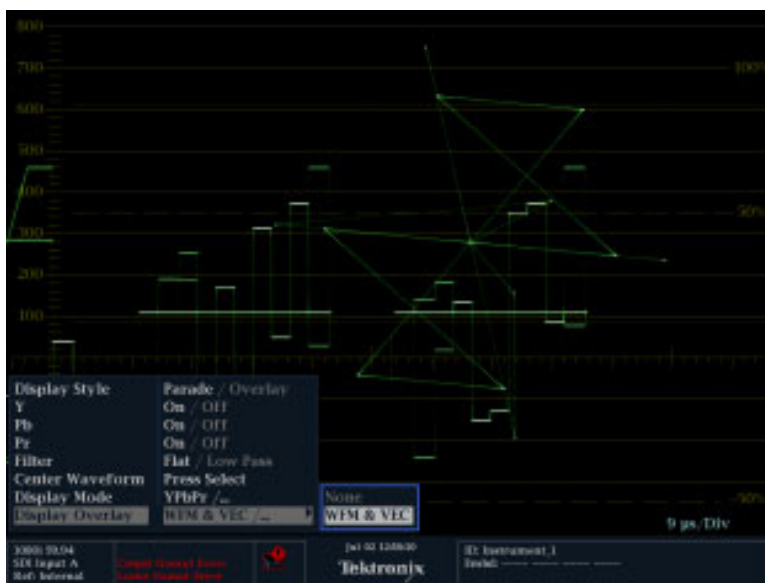 800
700
100%
600
500
400
50%
300
200
100
Display Style Parade / Overlay
Y On / Off
Pb On / Off
Pr On / Off
Filter Flat / Low Pass
Center Waveform Press Select
Display Mode YPbPr /...
Display Overlay WFM & VEC /...
None
WFM & VEC
-50%
9 µs/Div
1080i 59.94
SDI Input A
Ref: Internal
Tektronix
ID: Instrument_1
Embd: ---- ---- ---- ----